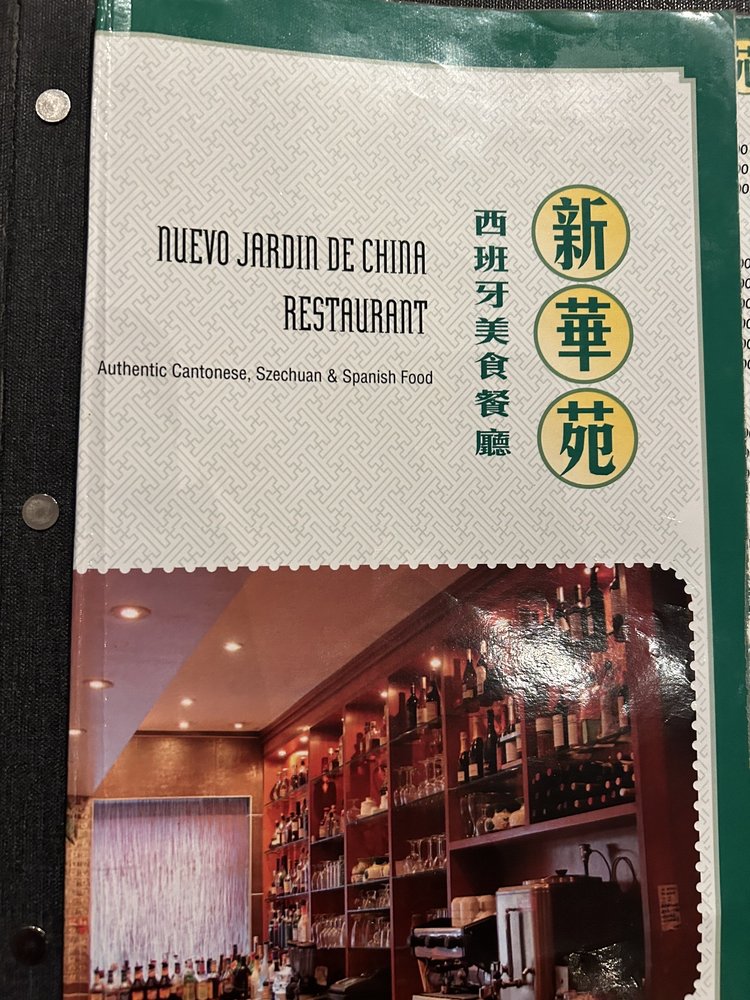 NUEVO JARDIN DE CHINA
RESTAURANT
Authentic Cantonese, Szechuan & Spanish Food
新華苑
西班牙美食餐廳